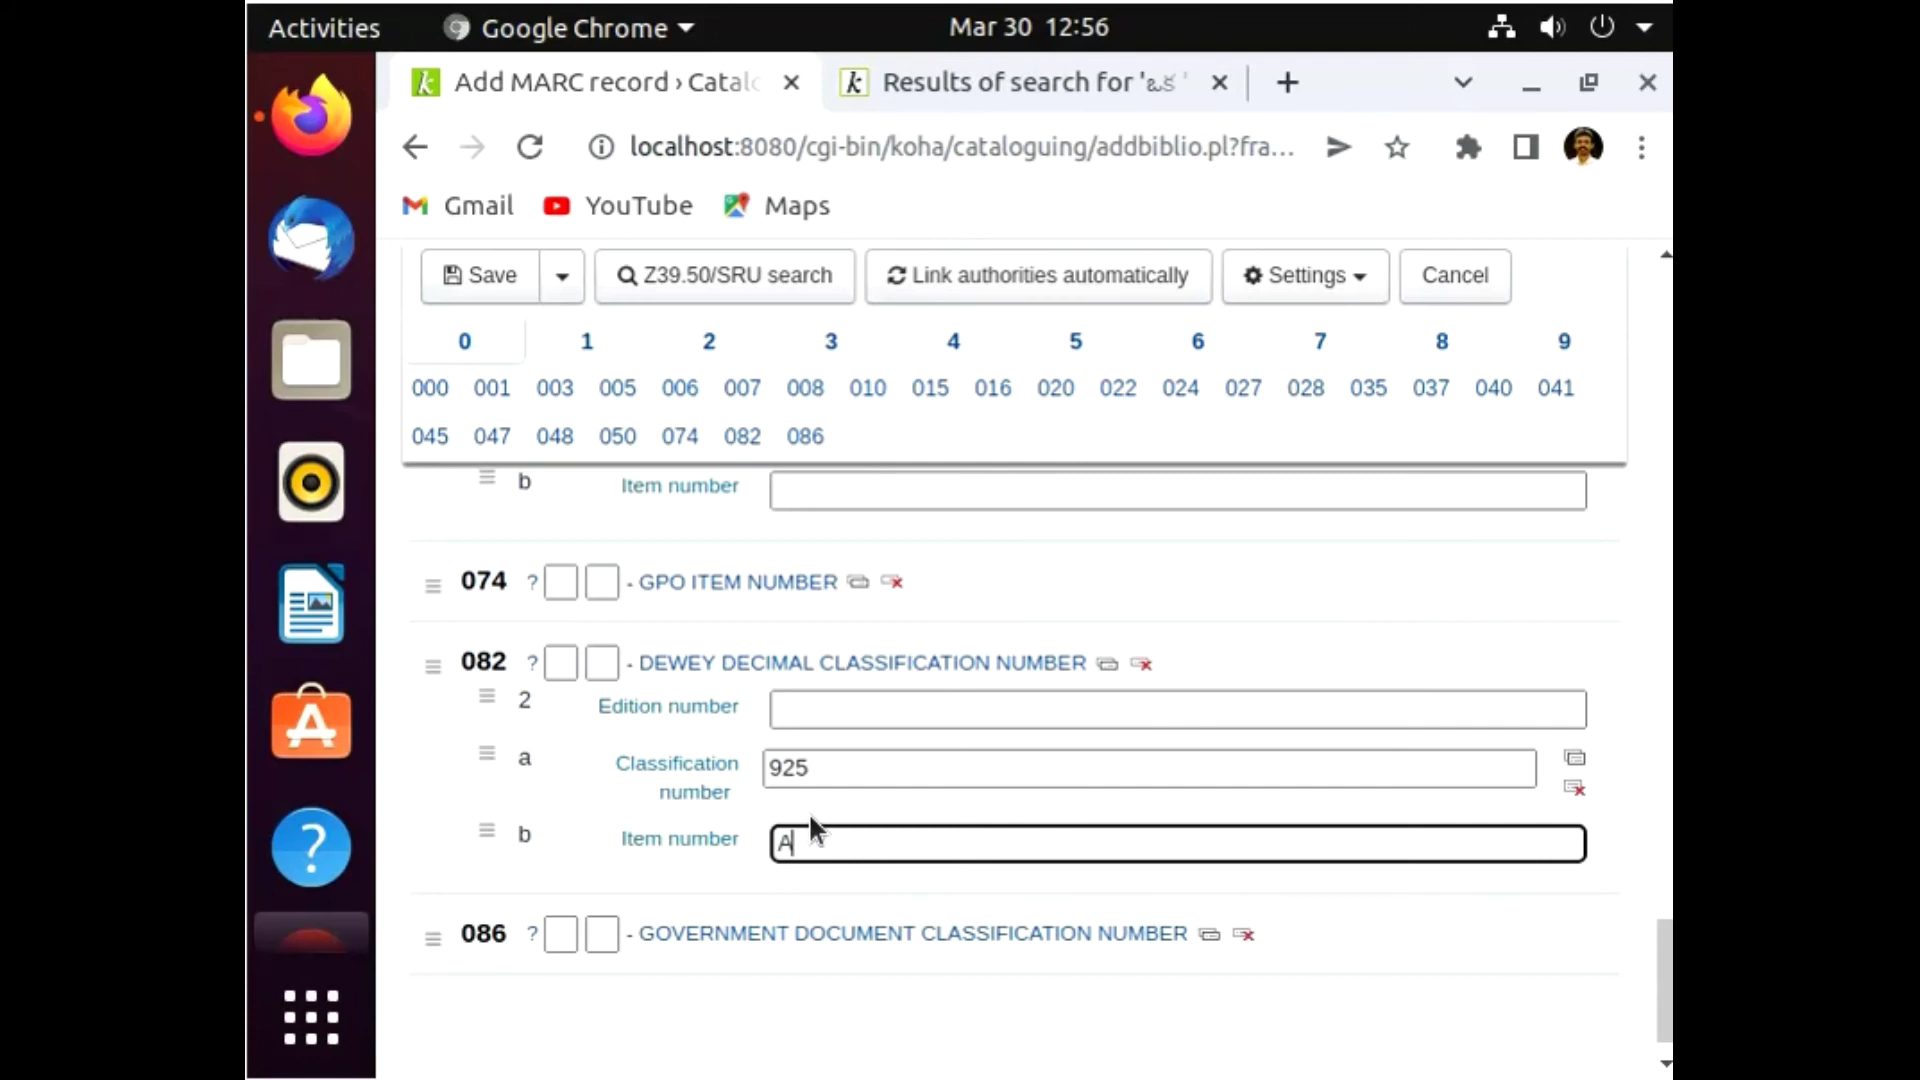 Activities Google Chrome Mar 30 12:56
Add MARC record › Catalo Results of search for 'ఒక '
localhost:8080/cgi-bin/koha/cataloguing/addbiblio.pl?fra...
Gmail YouTube Maps
Save Z39.50/SRU search Link authorities automatically Settings Cancel
0 1 2 3 4 5 6 7 8 9
000 001 003 005 006 007 008 010 015 016 020 022 024 027 028 035 037 040 041
045 047 048 050 074 082 086
b Item number
074 ? - GPO ITEM NUMBER
082 ? - DEWEY DECIMAL CLASSIFICATION NUMBER
2 Edition number
a Classification number 925
b Item number A
086 ? - GOVERNMENT DOCUMENT CLASSIFICATION NUMBER